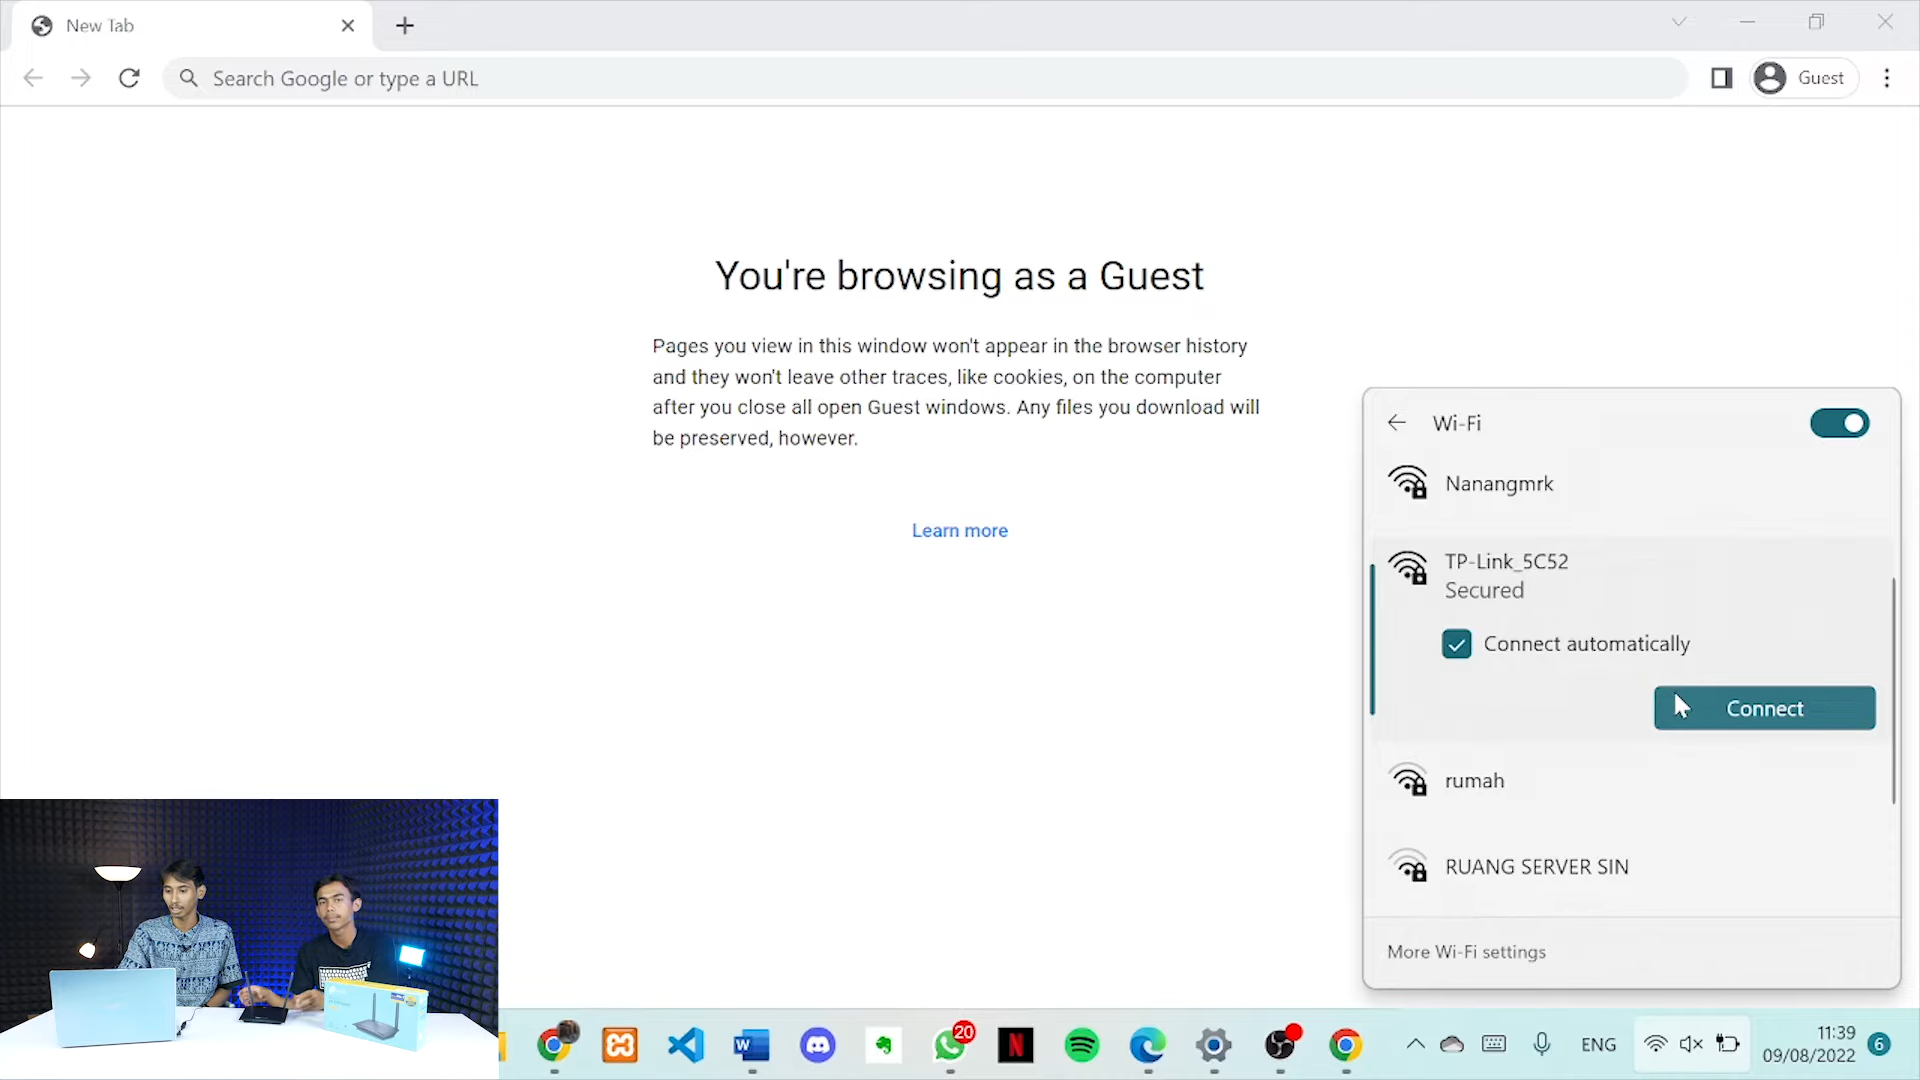 New Tab
Search Google or type a URL
Guest
You're browsing as a Guest
Pages you view in this window won't appear in the browser history
and they won't leave other traces, like cookies, on the computer
after you close all open Guest windows. Any files you download will
be preserved, however.
Learn more
Wi-Fi
Nanangmrk
TP-Link_5C52
Secured
Connect automatically
Connect
rumah
RUANG SERVER SIN
More Wi-Fi settings
W
20
N
ENG
11:39
09/08/2022
6